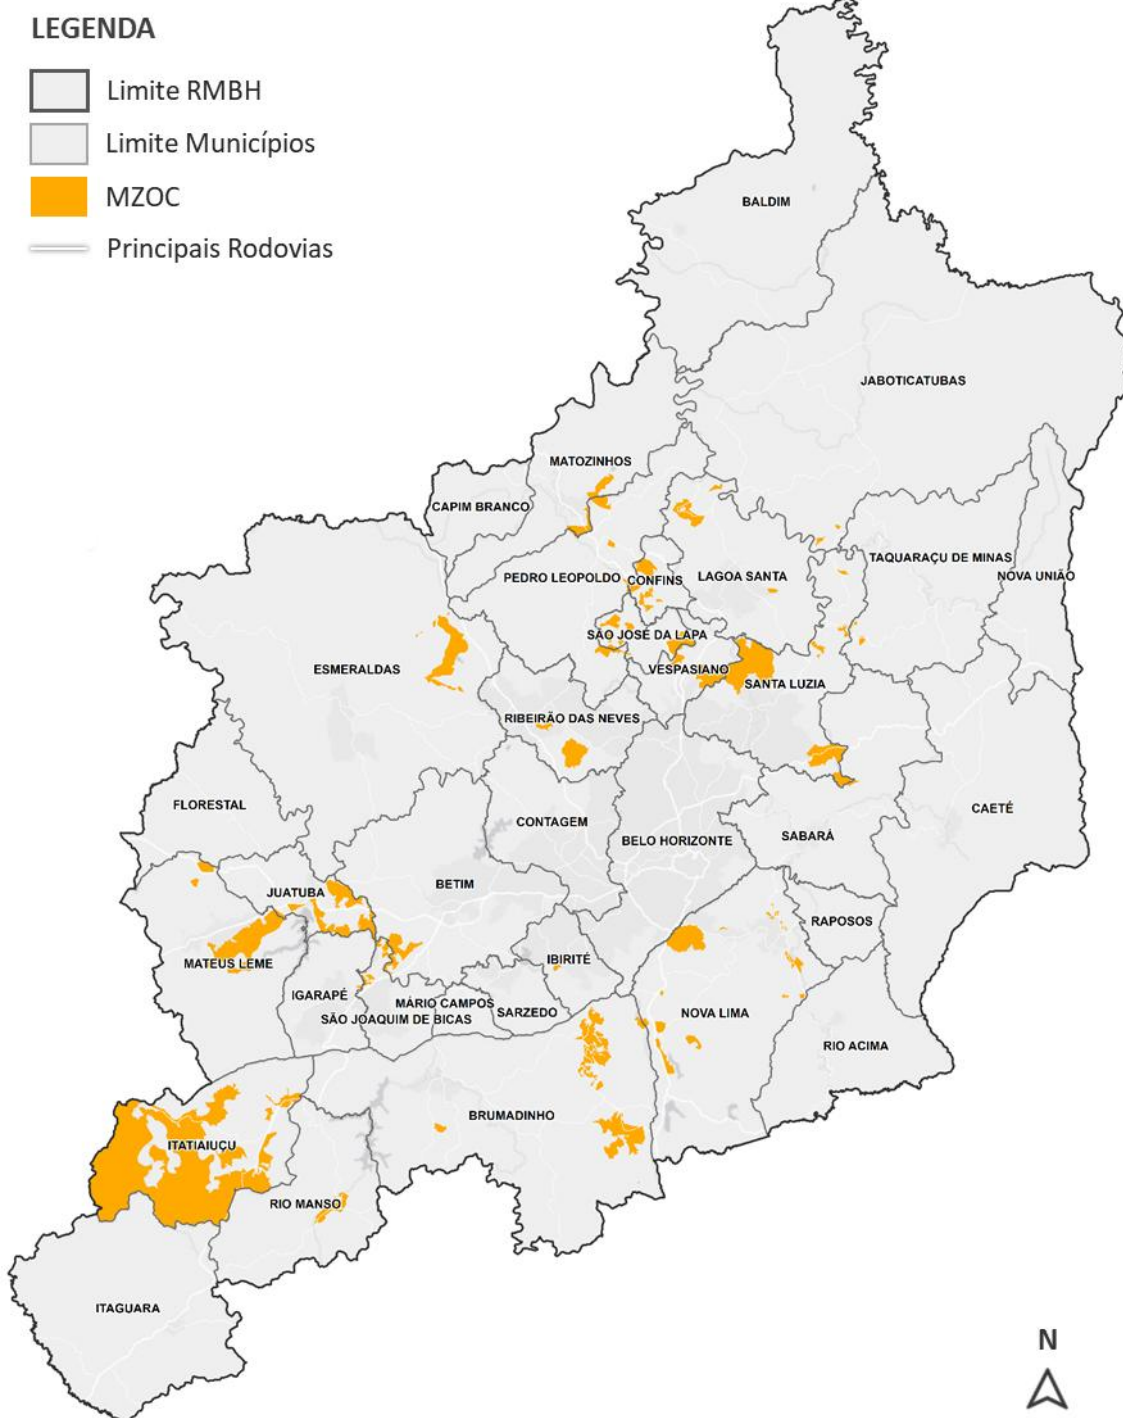 LEGENDA
Limite RMBH
Limite Municípios
MZOC
Principais Rodovias
BALDIM
JABOTICATUBAS
MATOZINHOS
CAPIM BRANCO
TAQUARAÇU DE MINAS
PEDRO LEOPOLDO
CONFINS
LAGOA SANTA
NOVA UNIÃO
SÃO JOSÉ DA LAPA
ESMERALDAS
VESPASIANO
SANTA LUZIA
RIBEIRÃO DAS NEVES
FLORESTAL
CONTAGEM
CAETÉ
BELO HORIZONTE
SABARÁ
BETIM
JUATUBA
RAPOSOS
MATEUS LEME
IBIRITÉ
IGARAPÉ
MÁRIO CAMPOS
SARZEDO
NOVA LIMA
SÃO JOAQUIM DE BICAS
RIO ACIMA
BRUMADINHO
ITATIAIUÇU
RIO MANSO
ITAGUARA
N